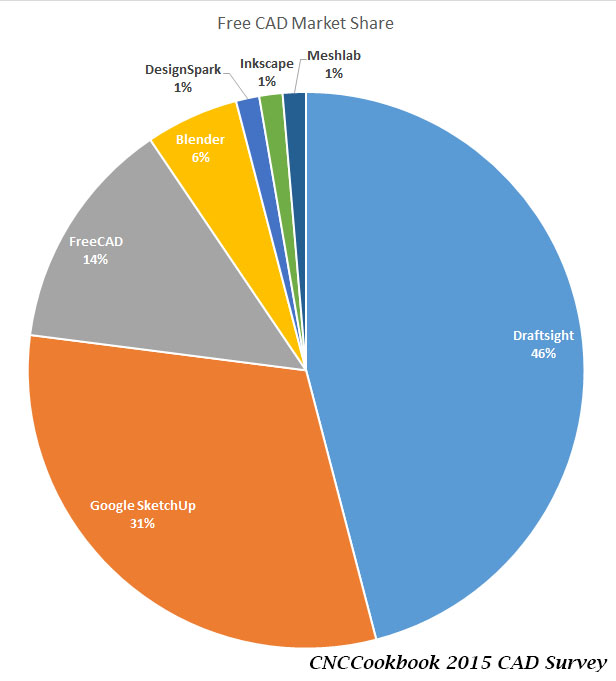 Free CAD Market Share
DesignSpark
1%
Inkscape
1%
Meshlab
1%
Blender
6%
FreeCAD
14%
Draftsight
46%
Google SketchUp
31%
CNCCookbook 2015 CAD Survey